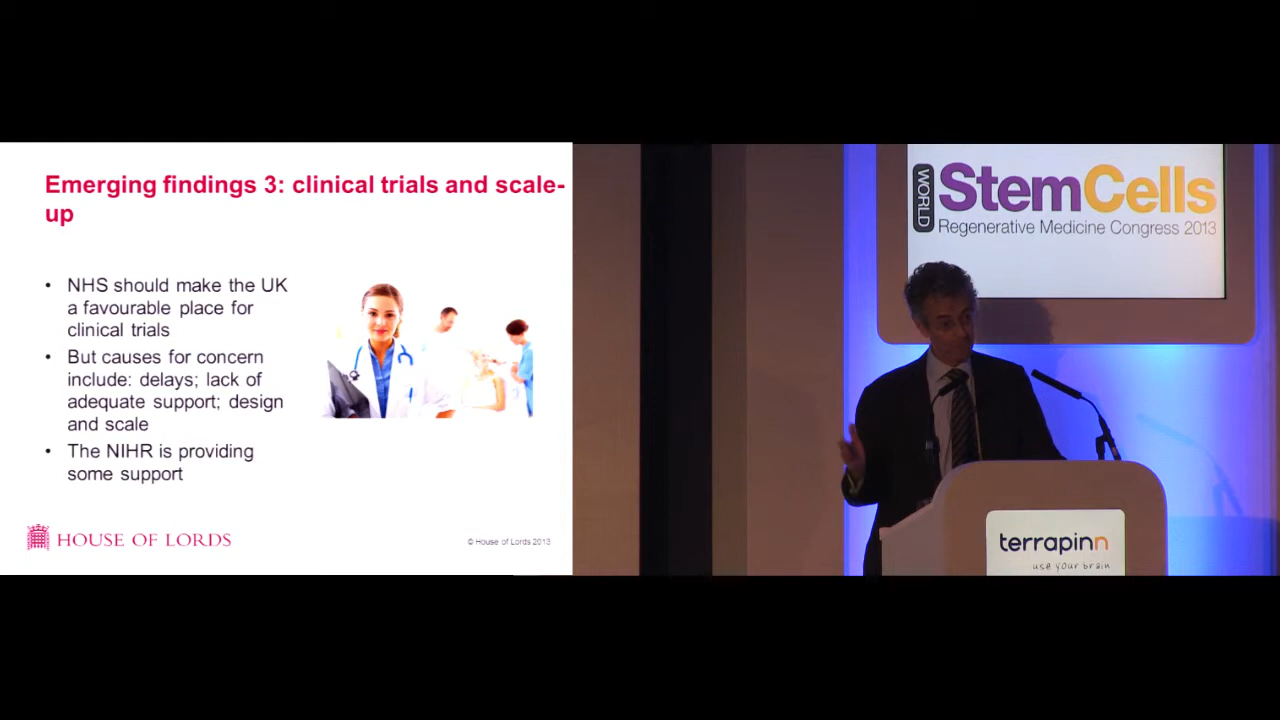 Emerging findings 3: clinical trials and scale-
up
• NHS should make the UK
a favourable place for
clinical trials
• But causes for concern
include: delays; lack of
adequate support; design
and scale
• The NIHR is providing
some support
HOUSE OF LORDS
© House of Lords 2013
WORLD
StemCells
Regenerative Medicine Congress 2013
terrapinn
use your brain